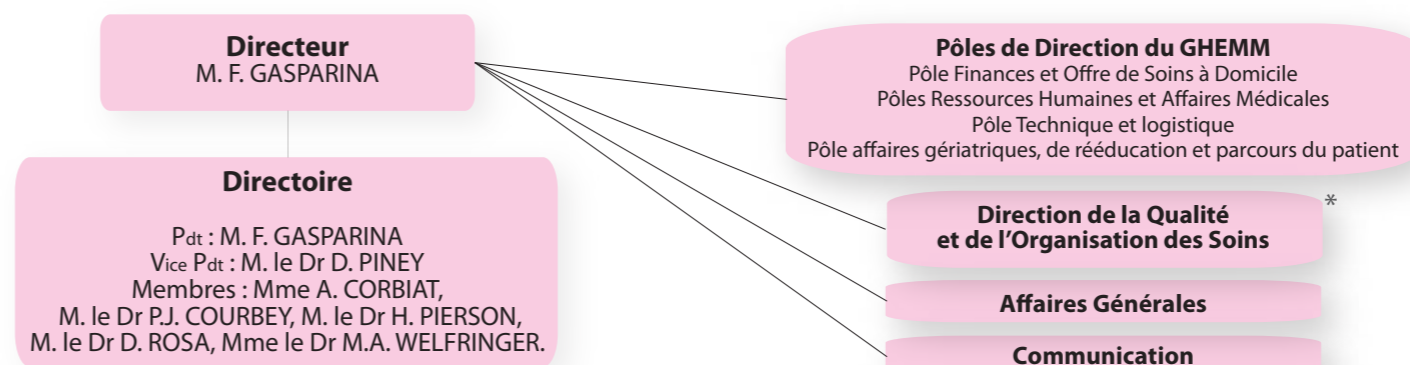 Directeur
M. F. GASPARINA
Directoire
Pdt : M. F. GASPARINA
Vice Pdt : M. le Dr D. PINEY
Membres : Mme A. CORBIAT,
M. le Dr P.J. COURBEY, M. le Dr H. PIERSON,
M. le Dr D. ROSA, Mme le Dr M.A. WELFRINGER.
Pôles de Direction du GHEMM
Pôle Finances et Offre de Soins à Domicile
Pôles Ressources Humaines et Affaires Médicales
Pôle Technique et logistique
Pôle affaires gériatriques, de rééducation et parcours du patient
Direction de la Qualité *
et de l'Organisation des Soins
Affaires Générales
Communication